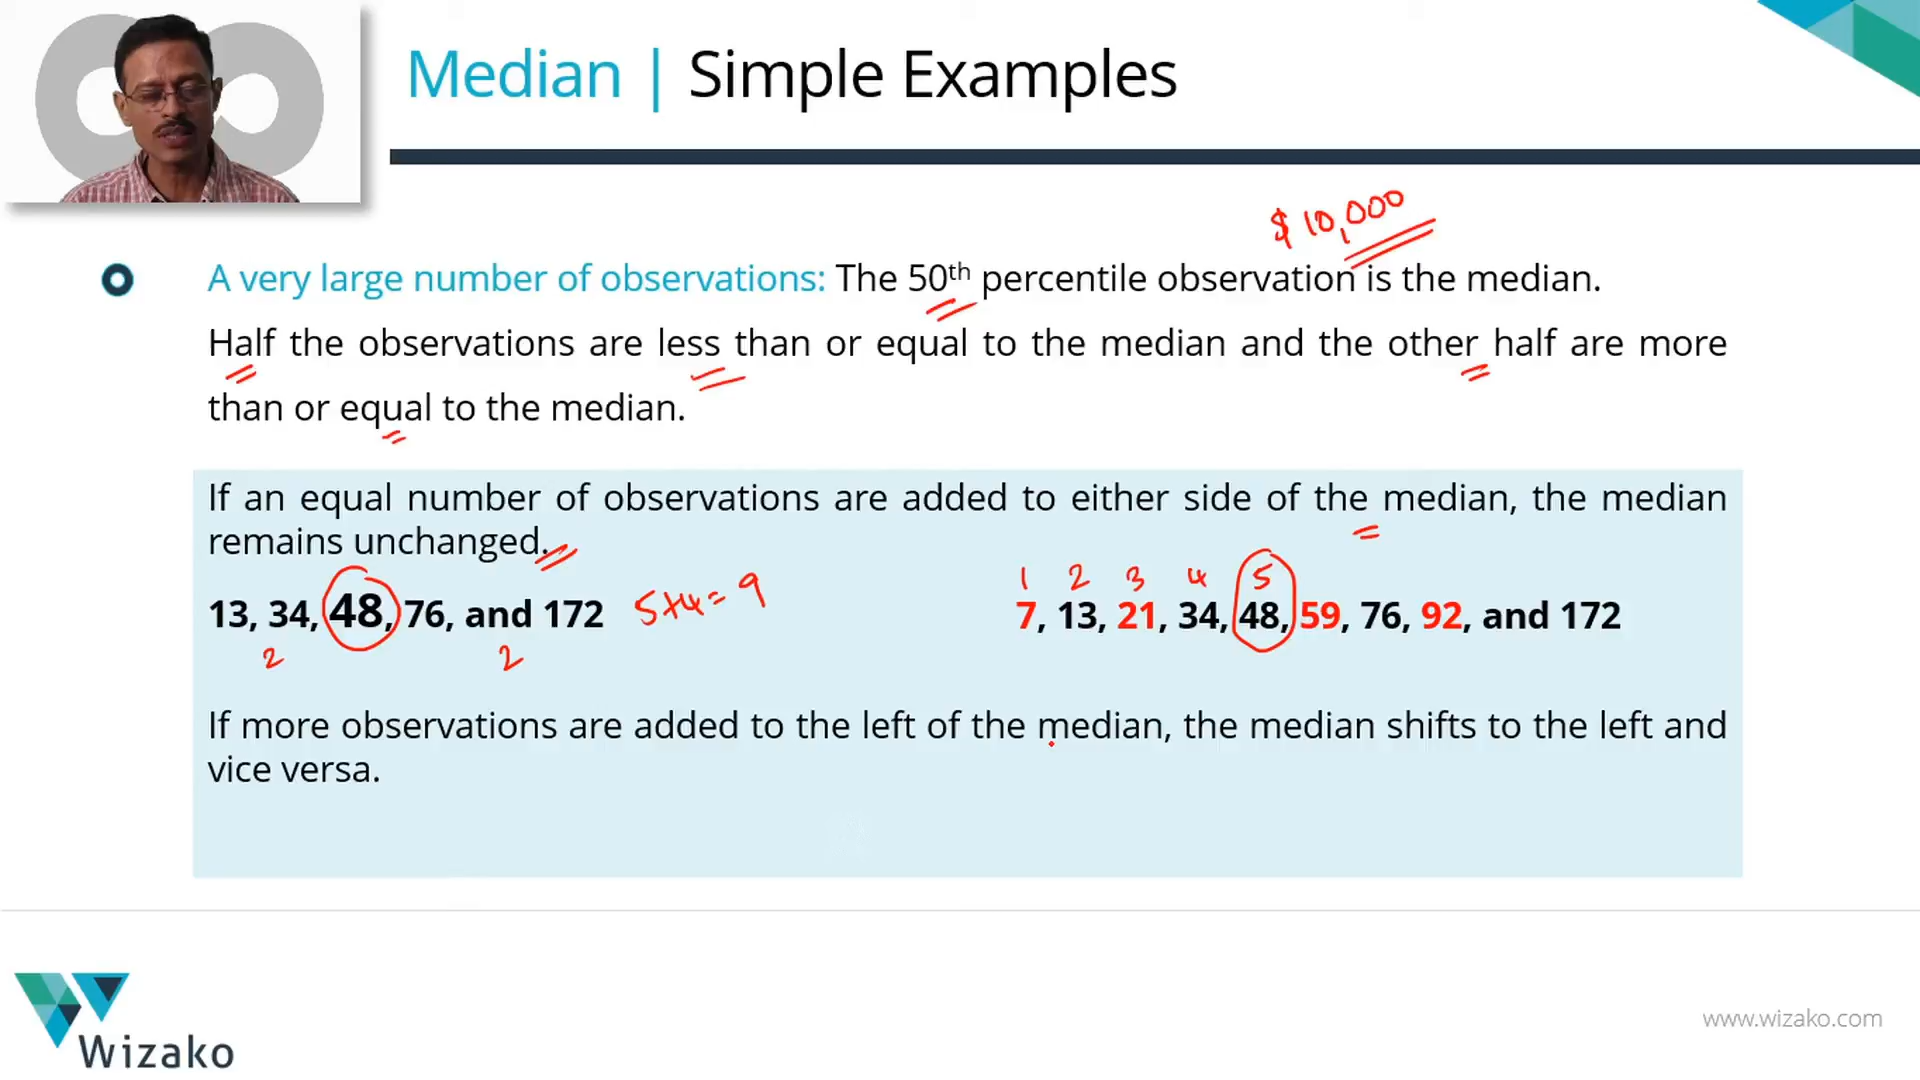 Median | Simple Examples
$ 10,000
A very large number of observations: The 50th percentile observation is the median.
Half the observations are less than or equal to the median and the other half are more
than or equal to the median.
If an equal number of observations are added to either side of the median, the median
remains unchanged.
1 2 3 4 5
13, 34, 48, 76, and 172 5+4=9 7, 13, 21, 34, 48, 59, 76, 92, and 172
2 2
If more observations are added to the left of the median, the median shifts to the left and
vice versa.
Wizako
www.wizako.com